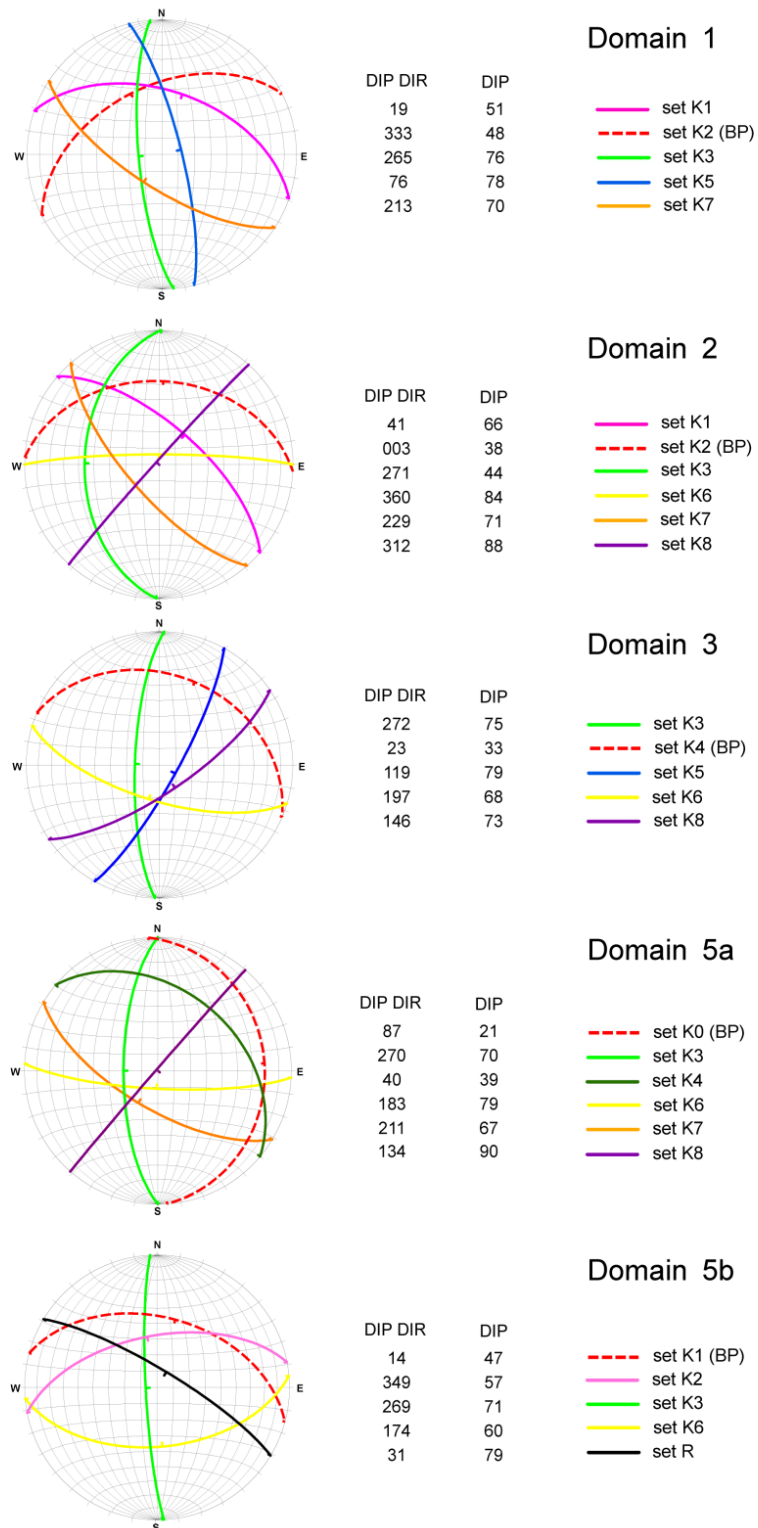 Domain 1
N
W
E
S
DIP DIR DIP
19 51 set K1
333 48 set K2 (BP)
265 76 set K3
76 78 set K5
213 70 set K7
Domain 2
N
W
E
S
DIP DIR DIP
41 66 set K1
003 38 set K2 (BP)
271 44 set K3
360 84 set K6
229 71 set K7
312 88 set K8
Domain 3
N
W
E
S
DIP DIR DIP
272 75 set K3
23 33 set K4 (BP)
119 79 set K5
197 68 set K6
146 73 set K8
Domain 5a
N
W
E
S
DIP DIR DIP
87 21 set K0 (BP)
270 70 set K3
40 39 set K4
183 79 set K6
211 67 set K7
134 90 set K8
Domain 5b
N
W
E
S
DIP DIR DIP
14 47 set K1 (BP)
349 57 set K2
269 71 set K3
174 60 set K6
31 79 set R